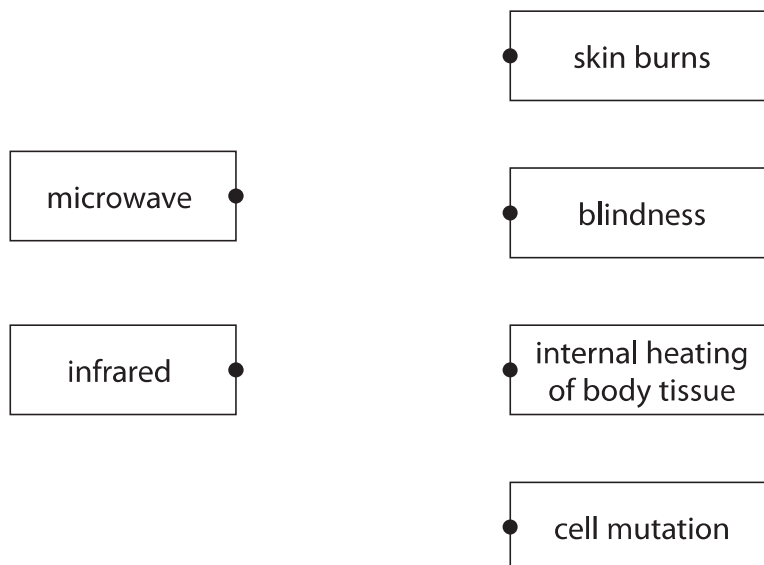 microwave
infrared
skin burns
blindness
internal heating
of body tissue
cell mutation